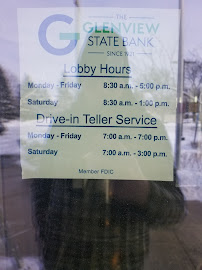 THE
GLENVIEW
STATE BANK
SINCE 1921
Lobby Hours
Monday - Friday 8:30 a.m. - 5:00 p.m.
Saturday 8:30 a.m. - 1:00 p.m.
Drive-in Teller Service
Monday - Friday 7:00 a.m. - 7:00 p.m.
Saturday 7:00 a.m. - 3:00 p.m.
Member FDIC